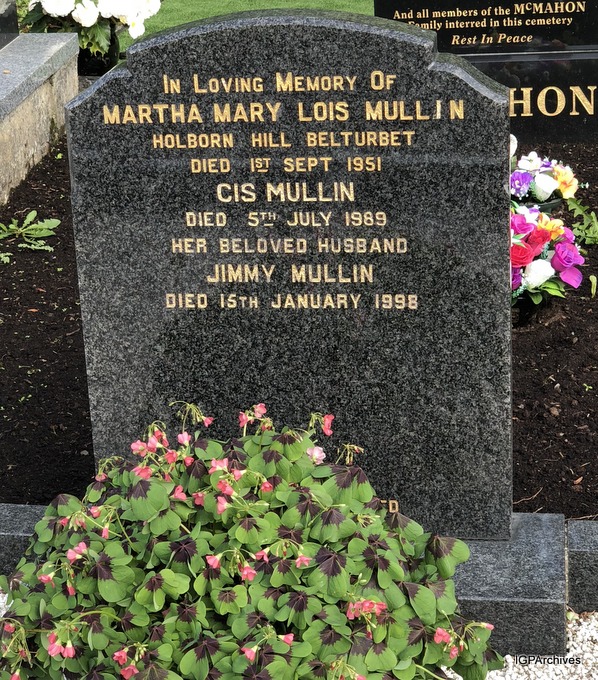 And all members of the McMAHON
Family interred in this cemetery
Rest In Peace
HON
IN LOVING MEMORY OF
MARTHA MARY LOIS MULLIN
HOLBORN HILL BELTURBET
DIED 1ST SEPT 1951
CIS MULLIN
DIED 5TH JULY 1989
HER BELOVED HUSBAND
JIMMY MULLIN
DIED 15TH JANUARY 1998
IGPArchives